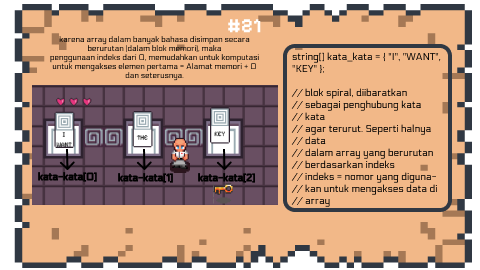 #81
karena array dalam banyak bahasa disimpan secara
berurutan (dalam blok memori), maka
penggunaan indeks dari 0, memudahkan untuk komputasi
untuk mengakses elemen pertama = Alamat memori + 0
dan seterusnya.
I
WANT
THE
KEY
kata-kata[0] kata-kata[1] kata-kata[2]
string[] kata_kata = { "I", "WANT",
"KEY" };
// blok spiral, diibaratkan
// sebagai penghubung kata
// kata
// agar terurut. Seperti halnya
// data
// dalam array yang berurutan
// berdasarkan indeks
// indeks = nomor yang diguna-
// kan untuk mengakses data di
// array